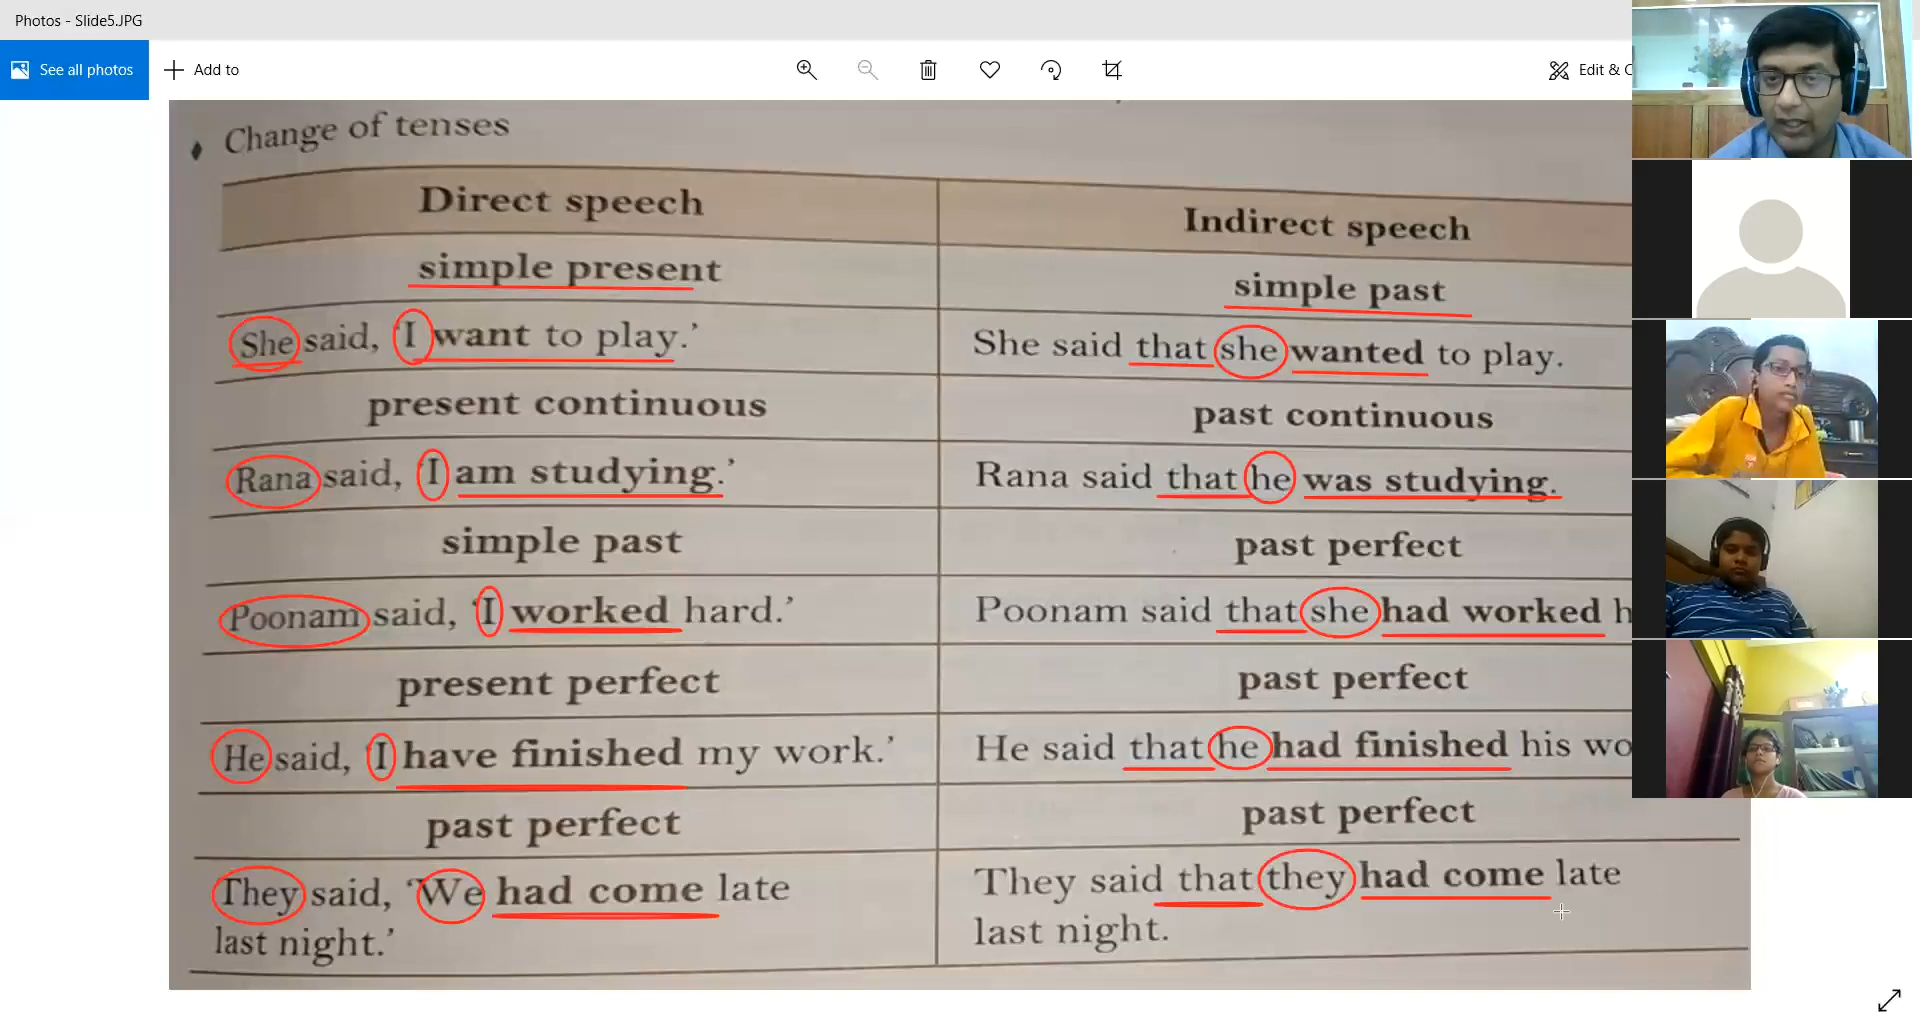 Photos - Slide5.JPG
See all photos
Add to
Edit & C
Change of tenses
Direct speech
Indirect speech
simple present
simple past
She said, ‘I want to play.’
She said that she wanted to play.
present continuous
past continuous
Rana said, ‘I am studying.’
Rana said that he was studying.
simple past
past perfect
Poonam said, ‘I worked hard.’
Poonam said that she had worked h
present perfect
past perfect
He said, ‘I have finished my work.’
He said that he had finished his wo
past perfect
past perfect
They said, ‘We had come late
last night.’
They said that they had come late
last night.